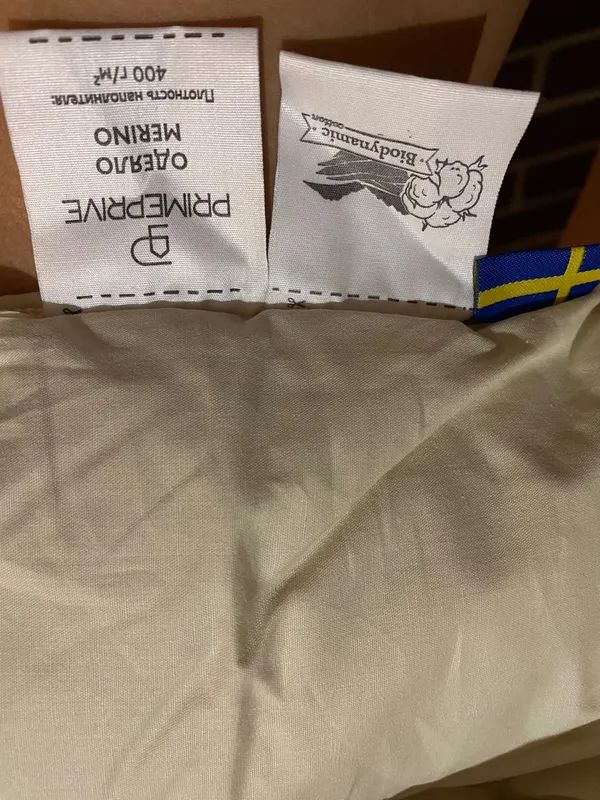 PRIMEPRIVE
ОДЕЯЛО
MERINO
Плотность наполнителя:
400 г/м²
Biodynamic
cotton